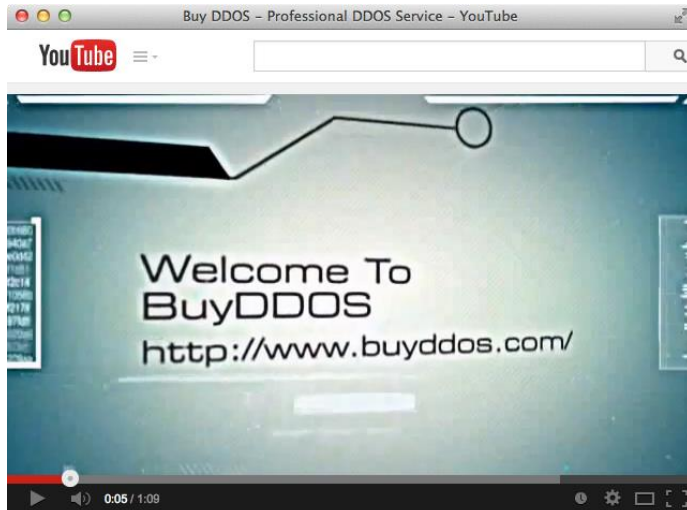 Buy DDOS – Professional DDOS Service – YouTube
YouTube
Welcome To
BuyDDOS
http://www.buyddos.com/
0:05 / 1:09